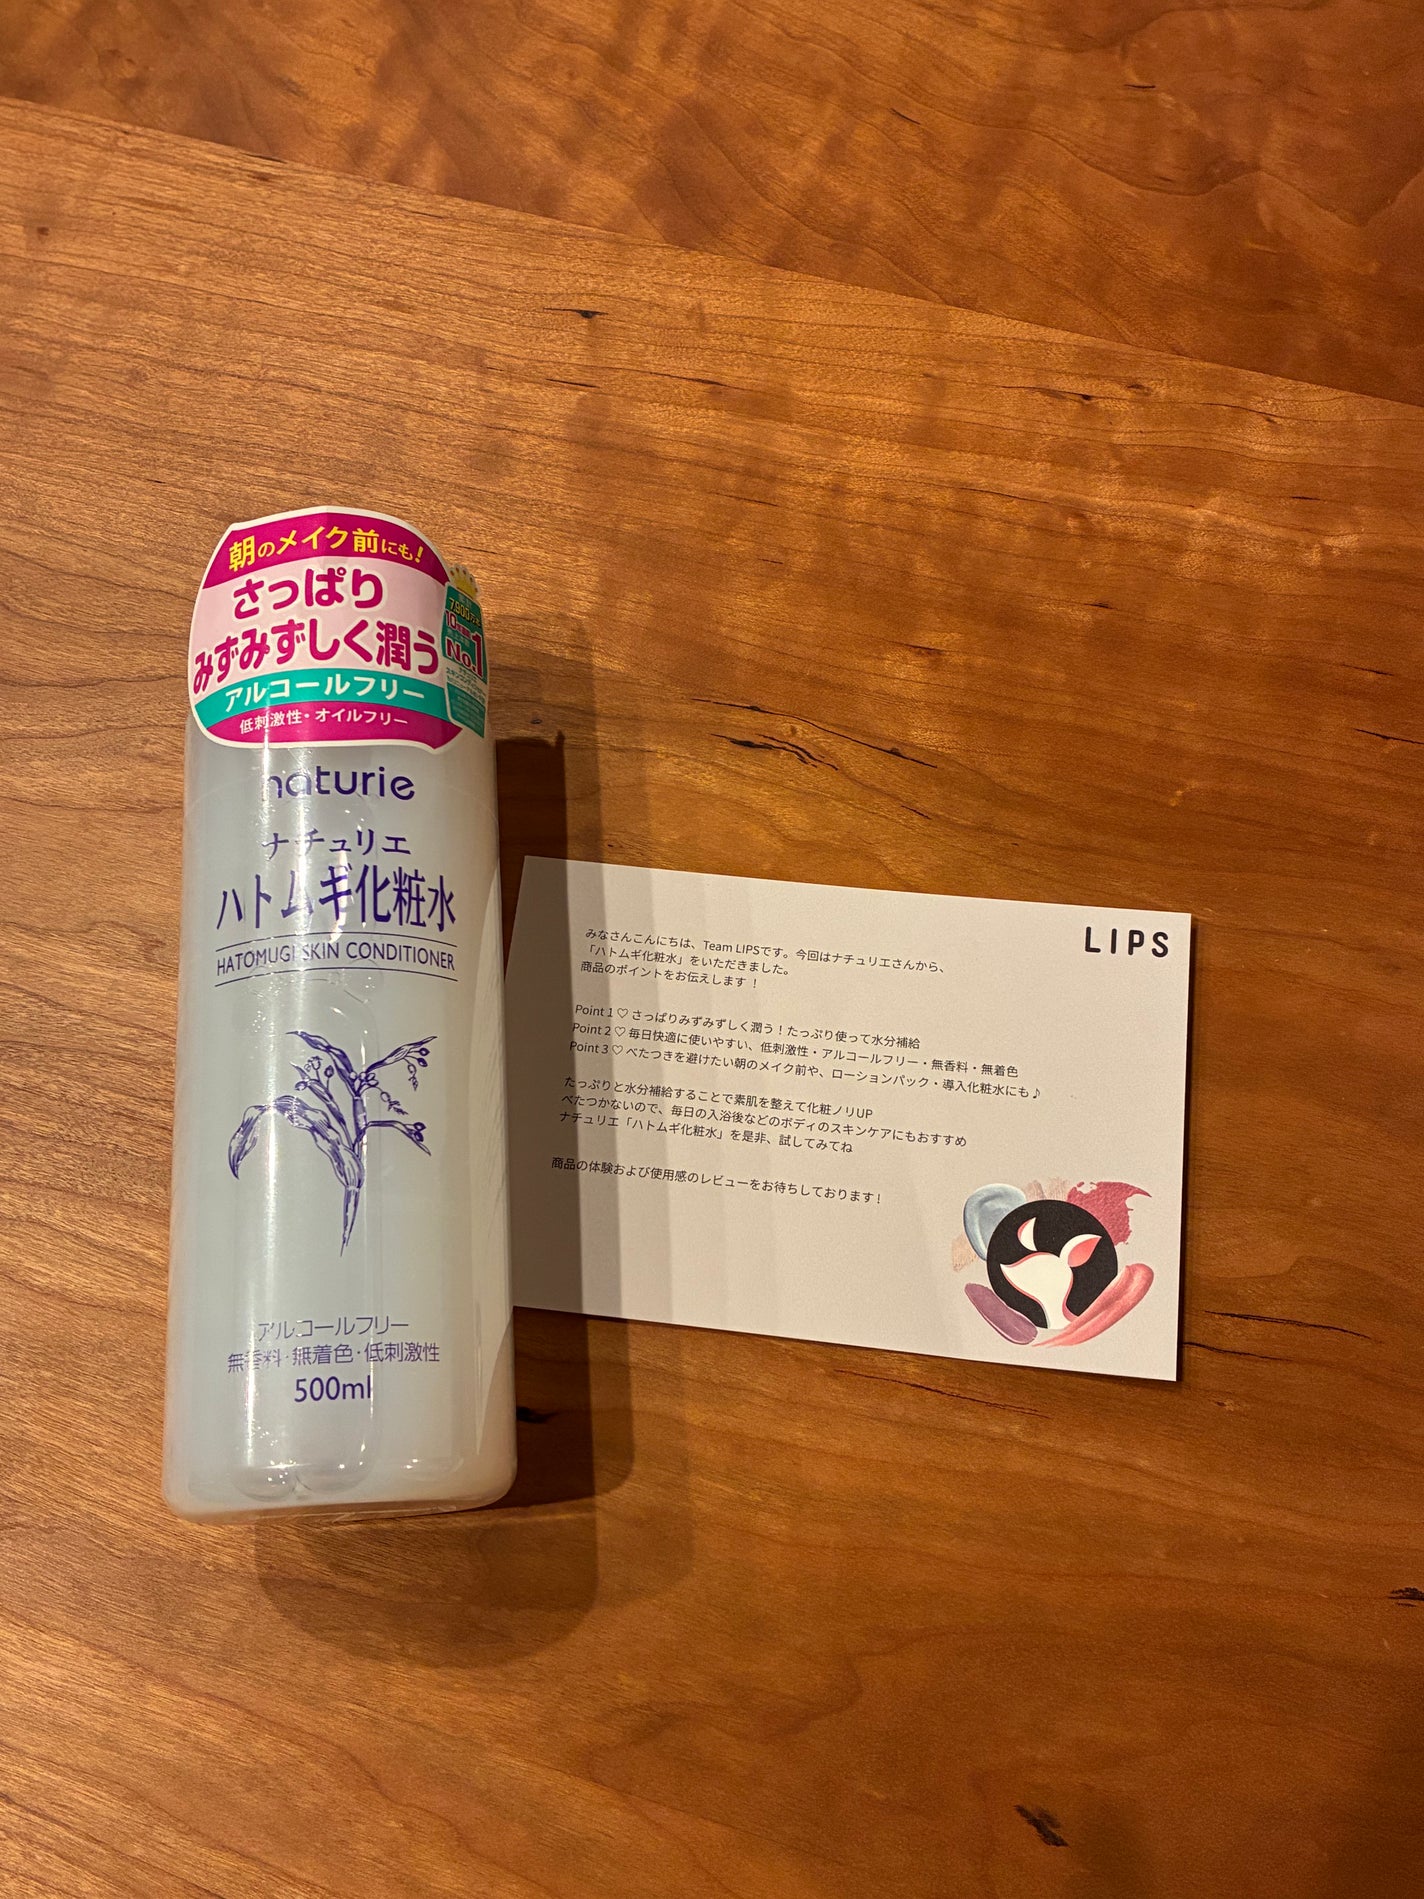 朝のメイク前にも!
さっぱり
みずみずしく潤う
アルコールフリー
低刺激性・オイルフリー
No.1
naturie
ナチュリエ
ハトムギ化粧水
HATOMUGI SKIN CONDITIONER
アルコールフリー
無香料・無着色・低刺激性
500ml
LIPS
みなさんこんにちは、Team LIPSです。今回はナチュリエさんから、
「ハトムギ化粧水」をいただきました。
商品のポイントをお伝えします！
Point 1♡さっぱりみずみずしく潤う！たっぷり使って水分補給
Point 2♡毎日快適に使いやすい、低刺激性・アルコールフリー・無香料・無着色
Point 3♡べたつきを避けたい朝のメイク前や、ローションパック・導入化粧水にも♪
たっぷりと水分補給することで素肌を整えて化粧ノリUP
べたつかないので、毎日の入浴後などのボディのスキンケアにもおすすめ
ナチュリエ「ハトムギ化粧水」を是非、試してみてね
商品の体験および使用感のレビューをお待ちしております!